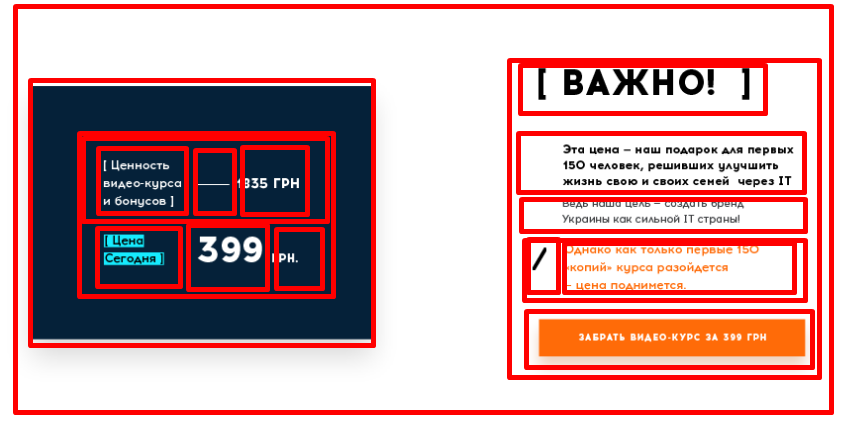 [ Ценность
видео-курса
и бонусов ]
1835 ГРН
[ Цена
Сегодня ]
399 ГРН.
[ ВАЖНО! ]
Эта цена – наш подарок для первых
150 человек, решивших улучшить
жизнь свою и своих семей через IT
Ведь наша цель – создать бренд
Украины как сильной IT страны!
Однако как только первые 150
«копий» курса разойдется
– цена поднимется.
ЗАБРАТЬ ВИДЕО-КУРС ЗА 399 ГРН